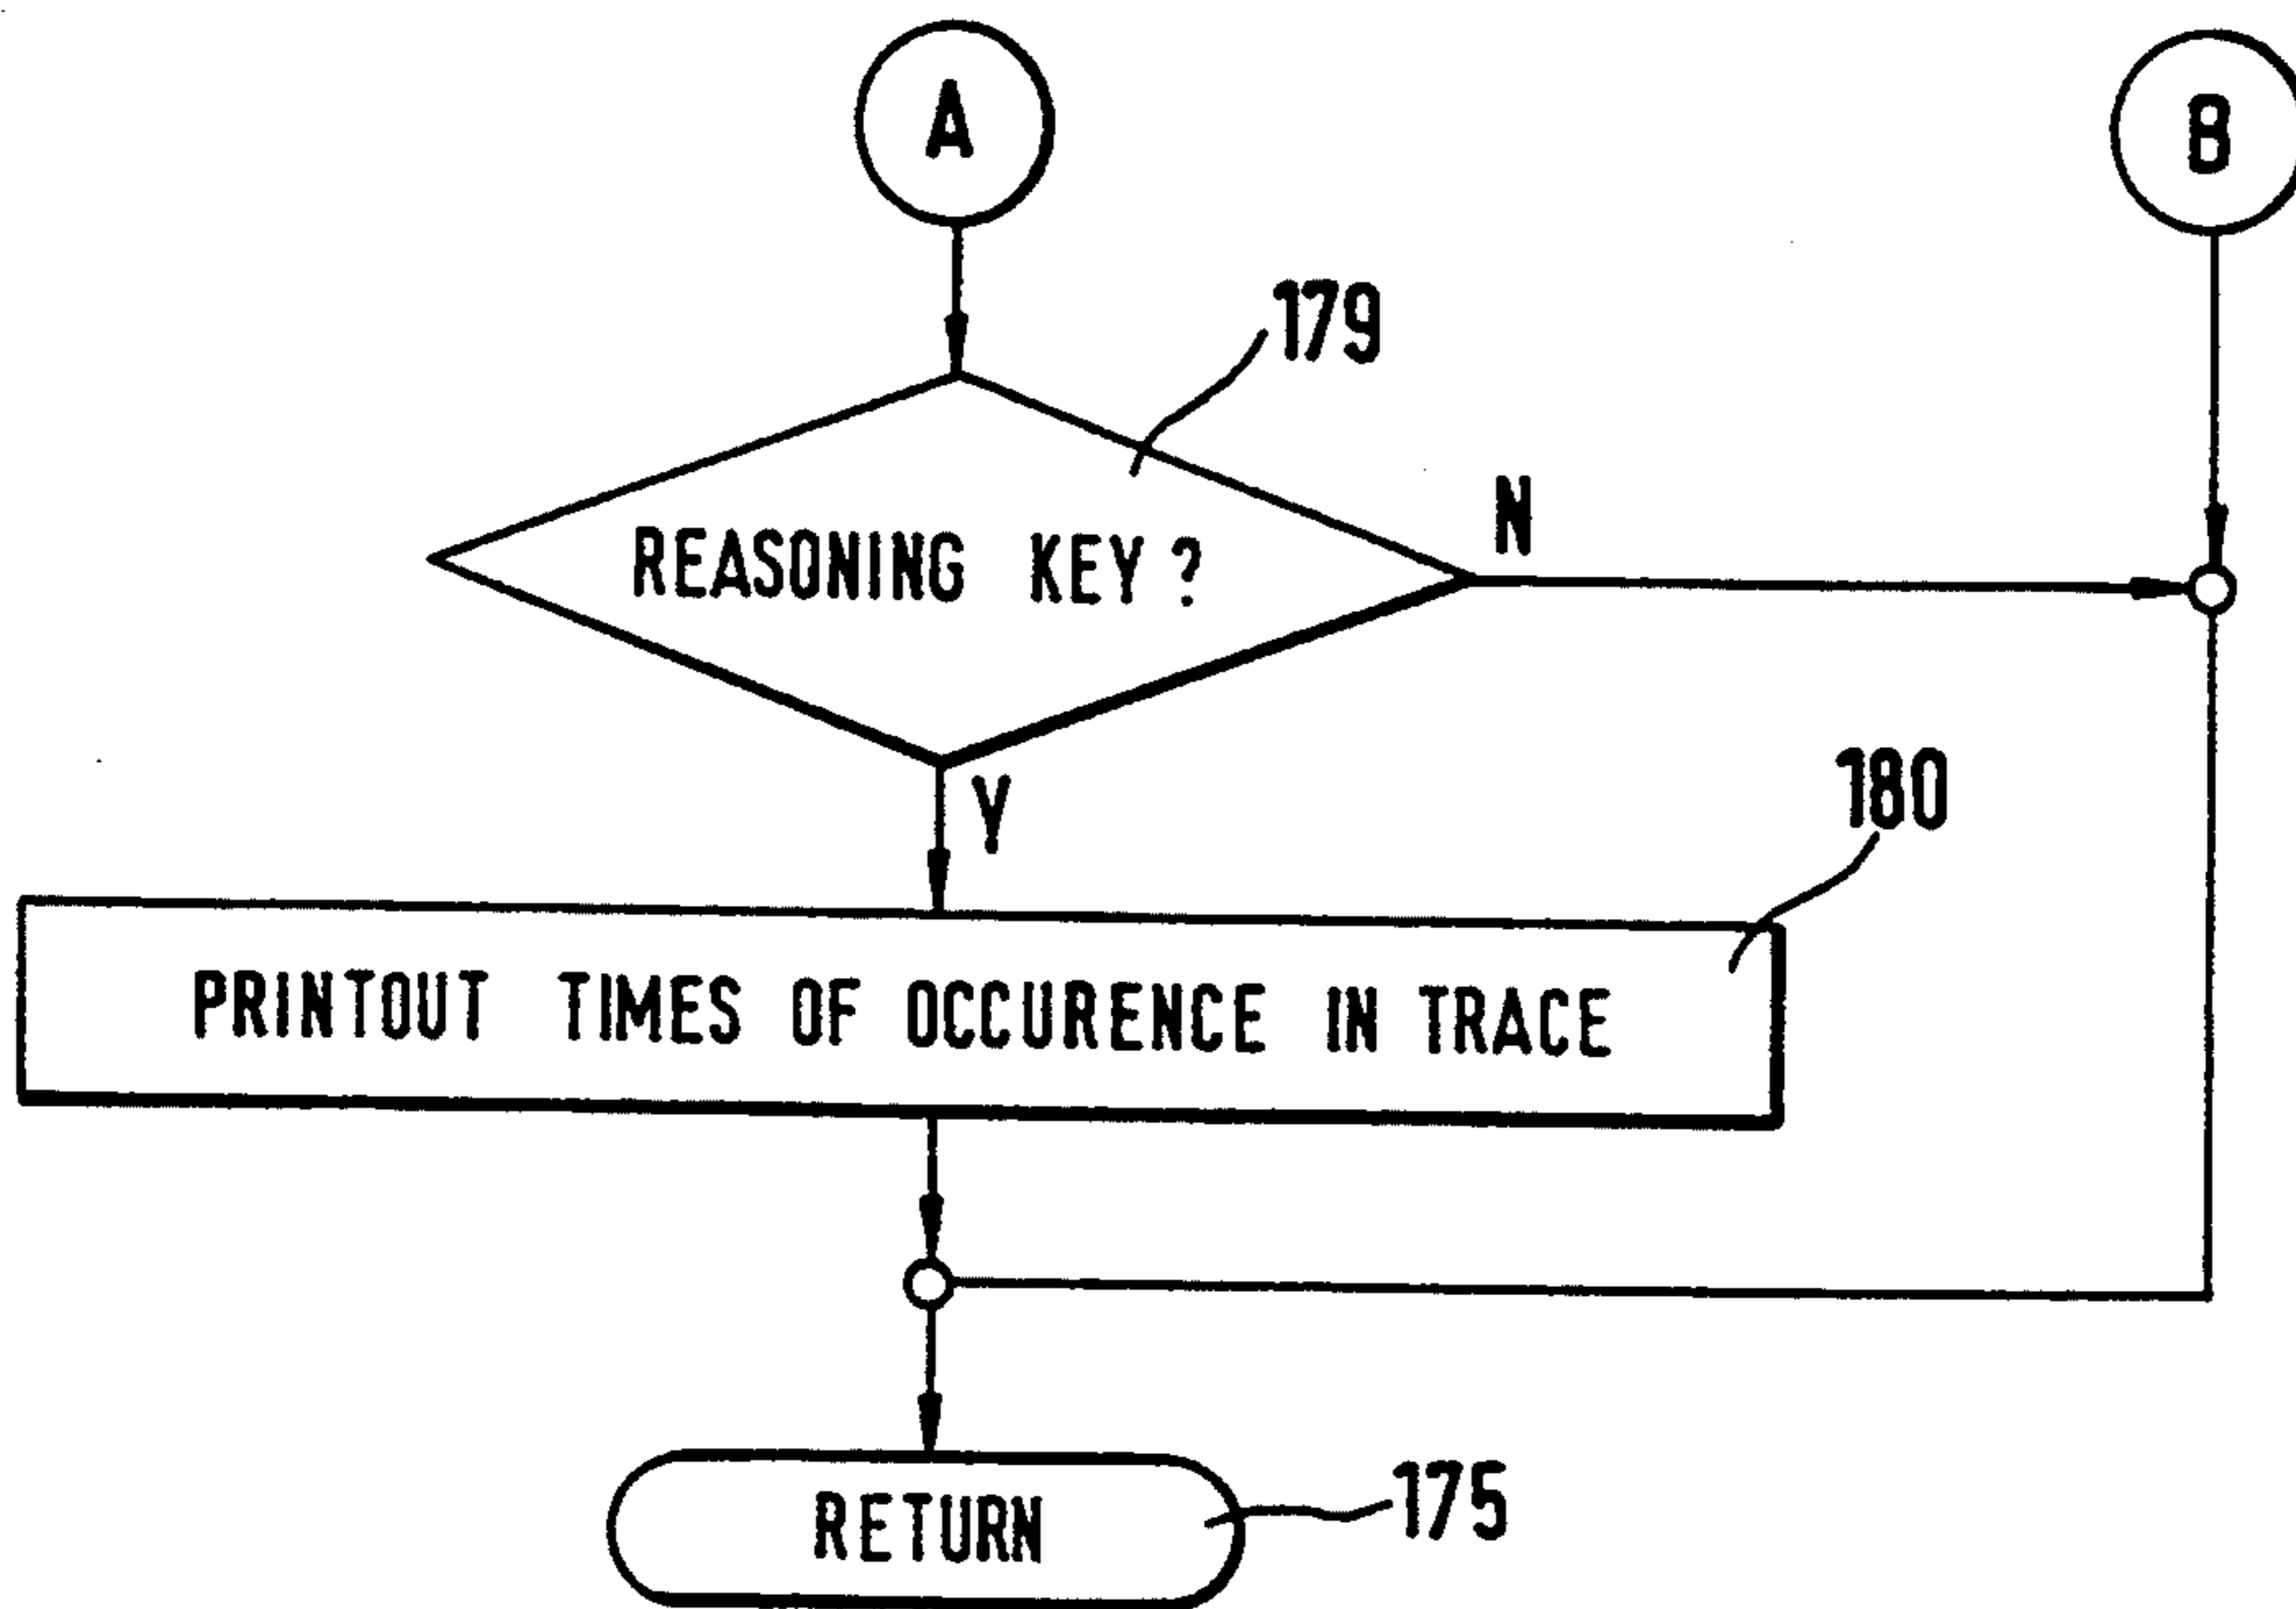 A
B
179
REASONING KEY?
N
Y
180
PRINTOUT TIMES OF OCCURENCE IN TRACE
RETURN
175